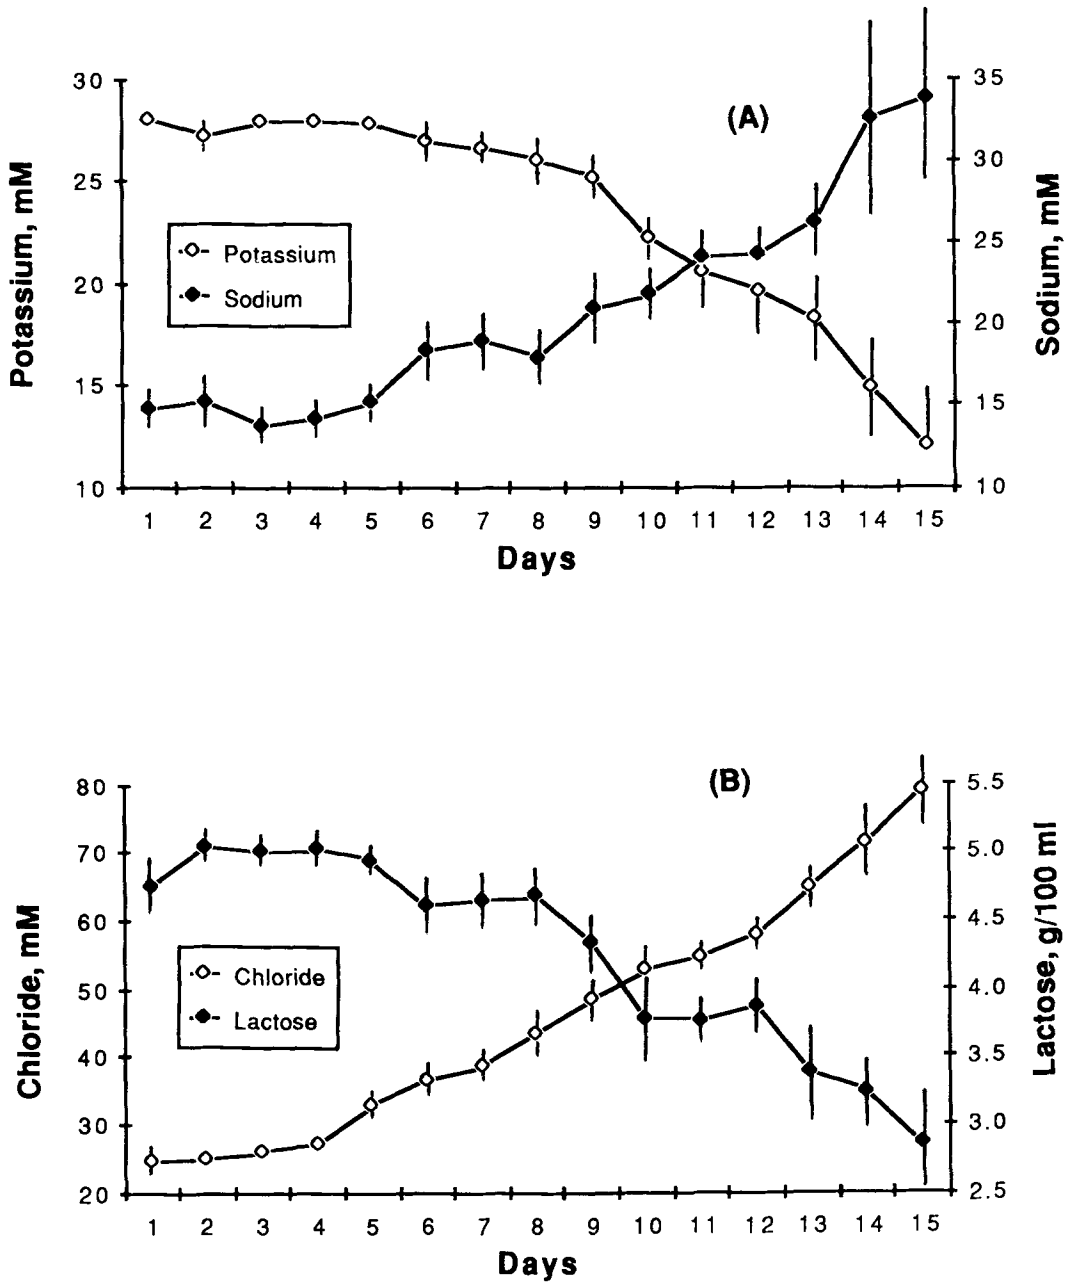 (A)
Potassium, mM
30
25
20
15
10
Potassium
Sodium
35
30
25
20
15
10
Sodium, mM
1 2 3 4 5 6 7 8 9 10 11 12 13 14 15
Days
(B)
Chloride, mM
80
70
60
50
40
30
20
Chloride
Lactose
5.5
5.0
4.5
4.0
3.5
3.0
2.5
Lactose, g/100 ml
1 2 3 4 5 6 7 8 9 10 11 12 13 14 15
Days